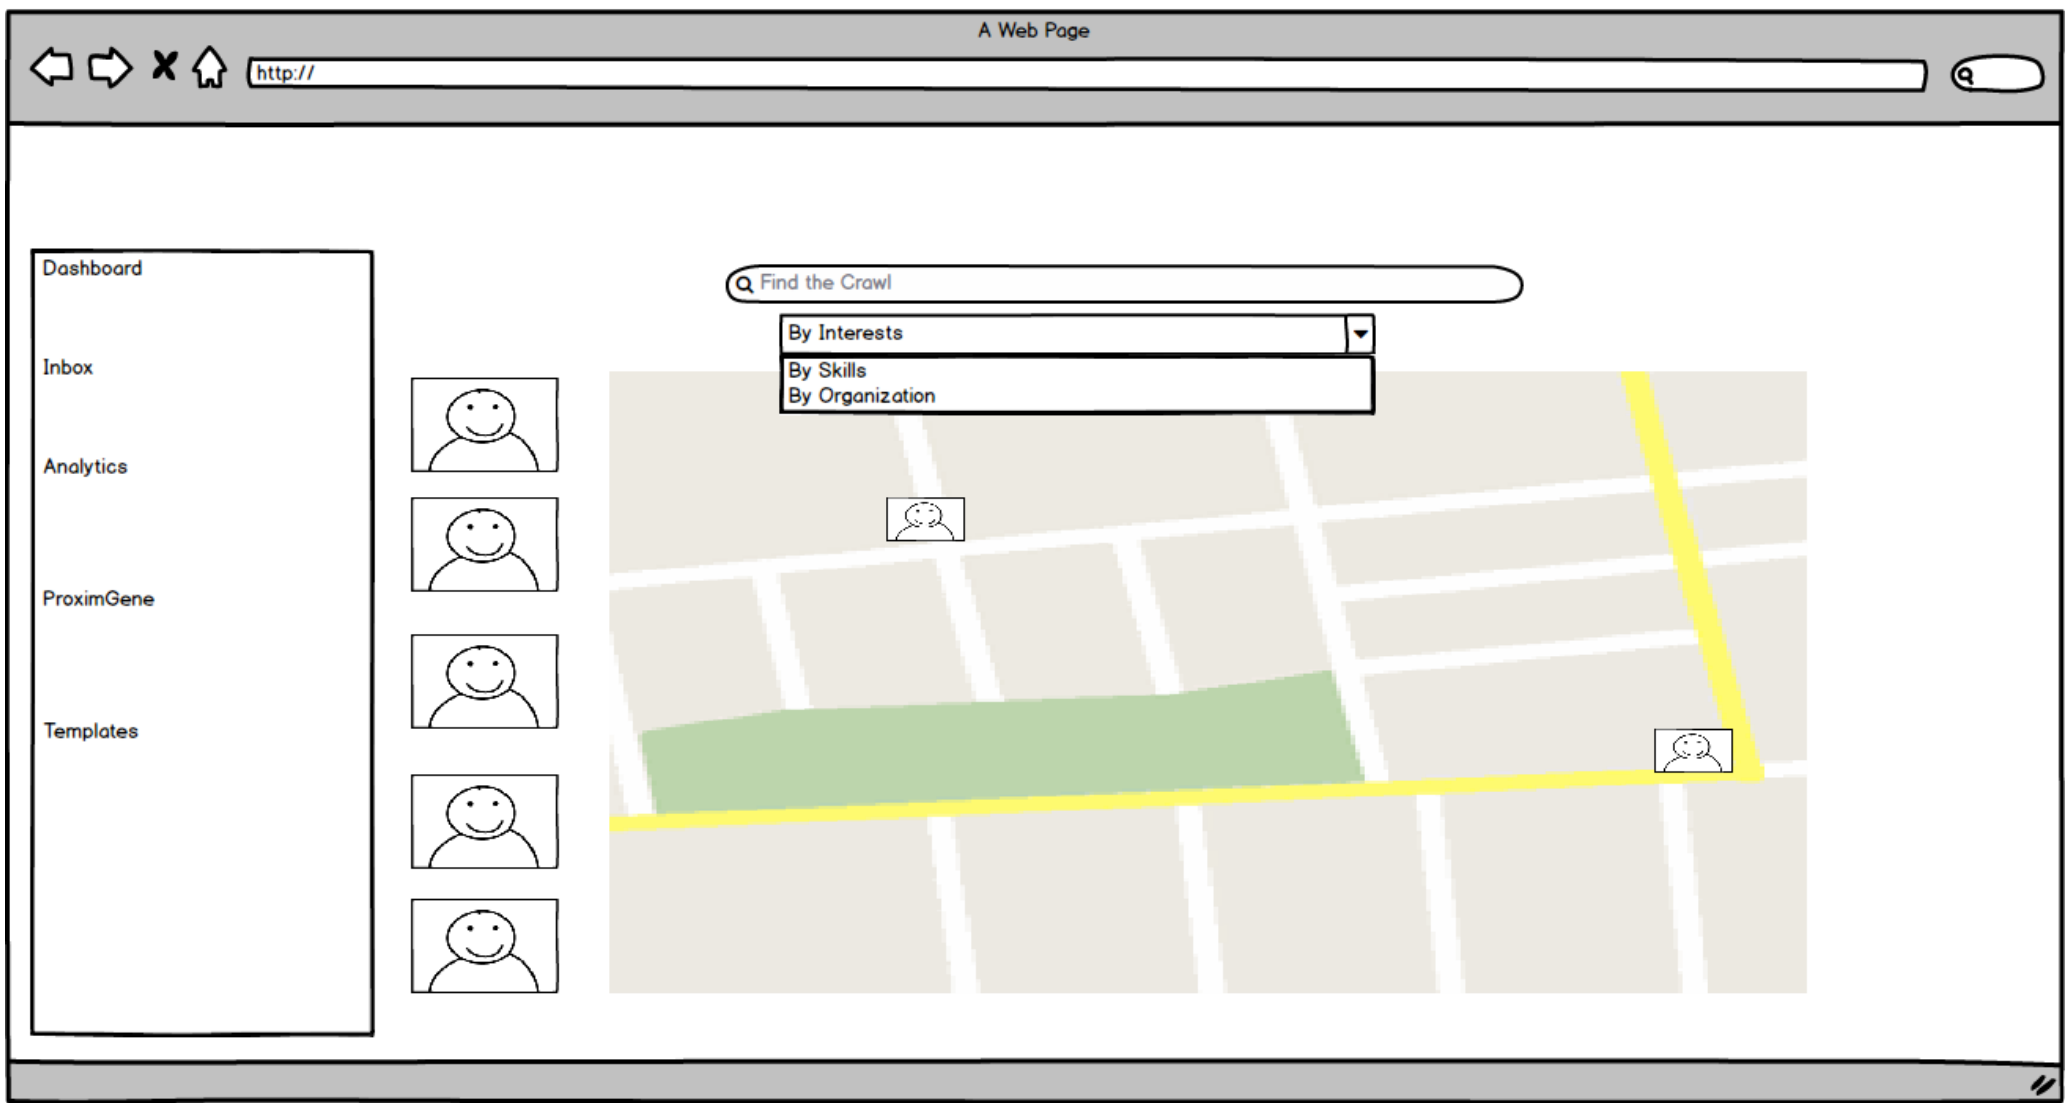 A Web Page
http://
Dashboard
Inbox
Analytics
ProximGene
Templates
Find the Crawl
By Interests
By Skills
By Organization